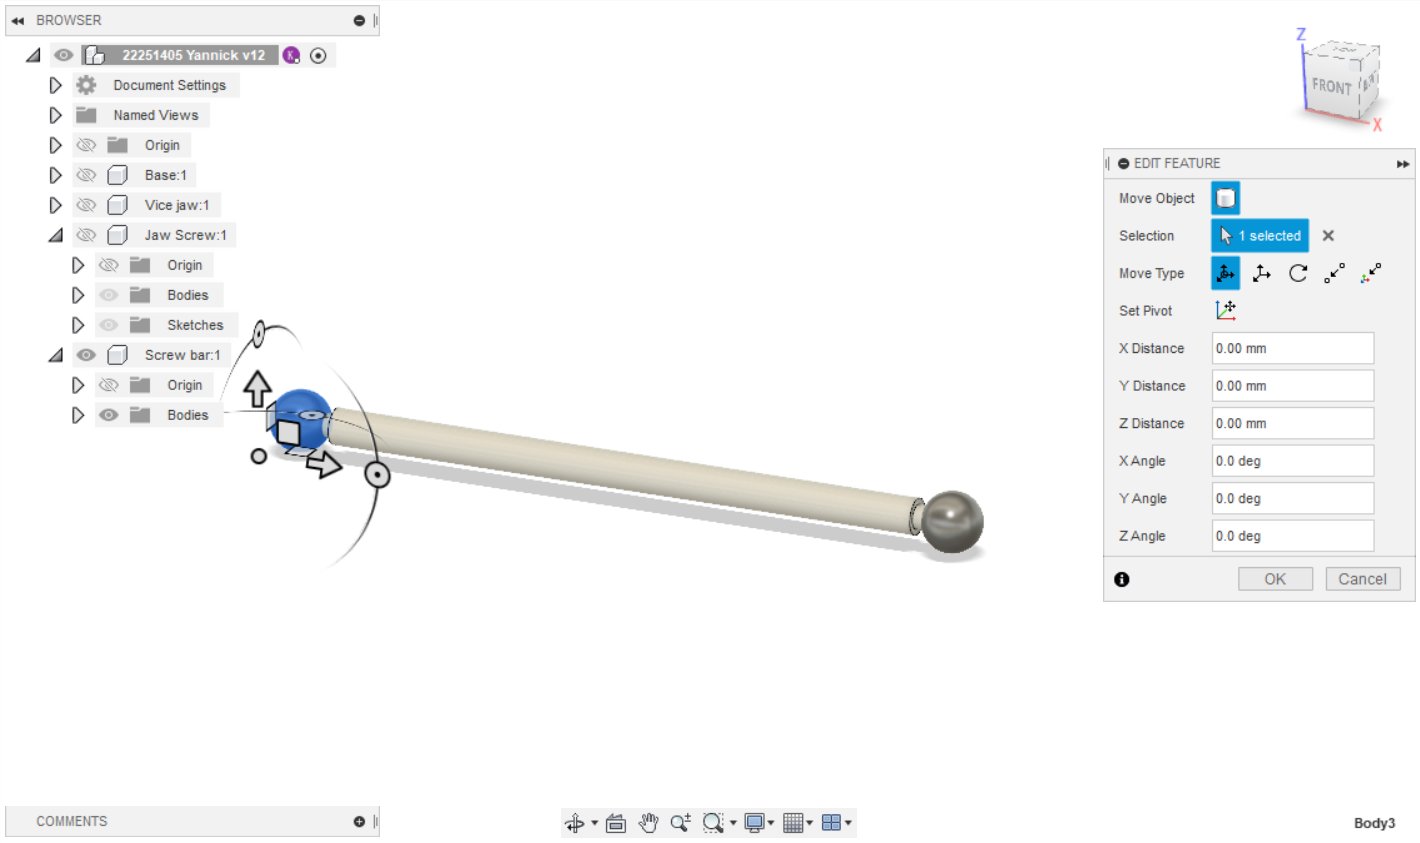 BROWSER
22251405 Yannick v12
K
Document Settings
Named Views
Origin
Base:1
Vice jaw:1
Jaw Screw:1
Origin
Bodies
Sketches
Screw bar:1
Origin
Bodies
Z
FRONT
X
EDIT FEATURE
Move Object
Selection 1 selected
Move Type
Set Pivot
X Distance 0.00 mm
Y Distance 0.00 mm
Z Distance 0.00 mm
X Angle 0.0 deg
Y Angle 0.0 deg
Z Angle 0.0 deg
OK Cancel
COMMENTS
Body3